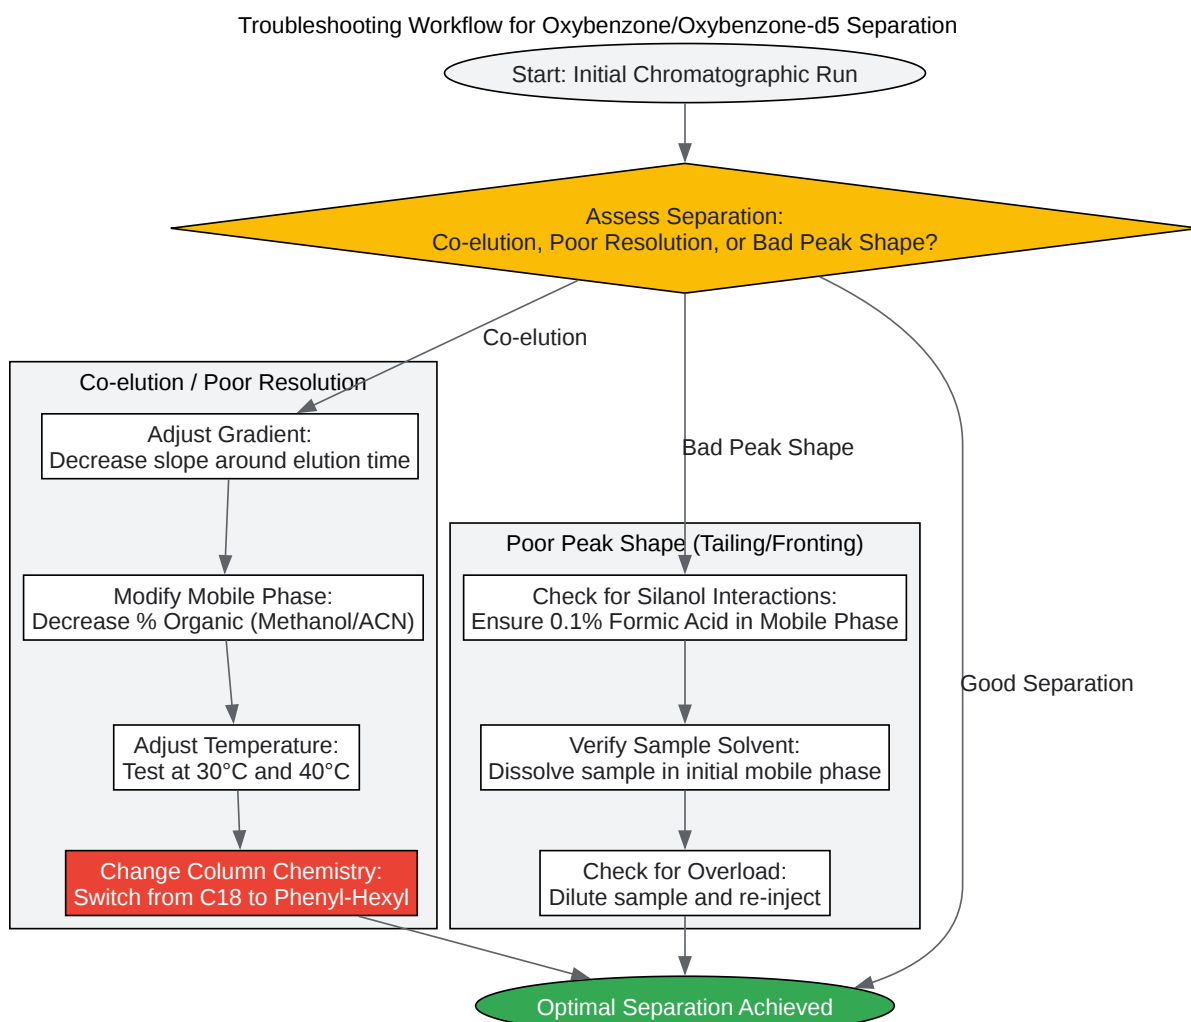 Troubleshooting Workflow for Oxybenzone/Oxybenzone-d5 Separation
Start: Initial Chromatographic Run
Assess Separation:
Co-elution, Poor Resolution, or Bad Peak Shape?
Co-elution
Co-elution / Poor Resolution
Adjust Gradient:
Decrease slope around elution time
Modify Mobile Phase:
Decrease % Organic (Methanol/ACN)
Adjust Temperature:
Test at 30°C and 40°C
Change Column Chemistry:
Switch from C18 to Phenyl-Hexyl
Bad Peak Shape
Poor Peak Shape (Tailing/Fronting)
Check for Silanol Interactions:
Ensure 0.1% Formic Acid in Mobile Phase
Verify Sample Solvent:
Dissolve sample in initial mobile phase
Check for Overload:
Dilute sample and re-inject
Good Separation
Optimal Separation Achieved